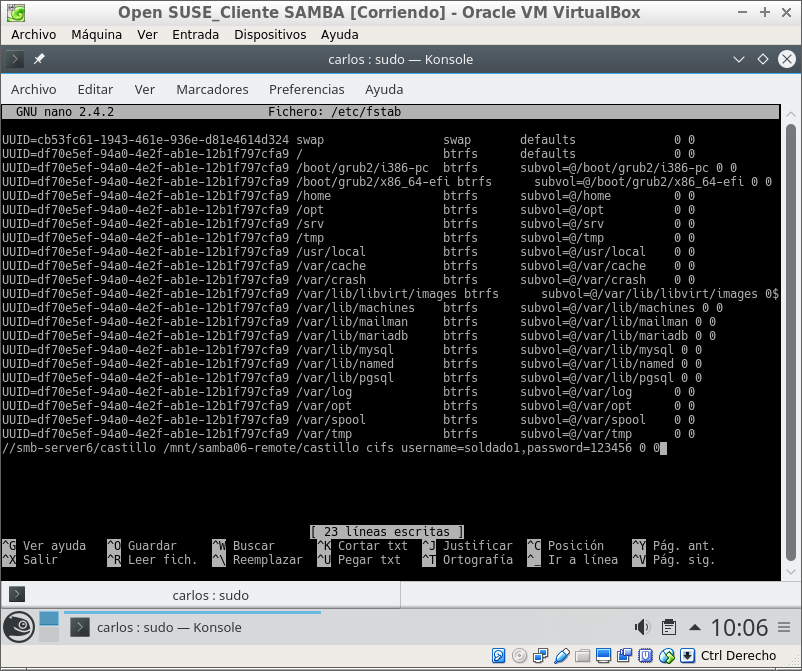 Open SUSE_Cliente SAMBA [Corriendo] - Oracle VM VirtualBox
Archivo Máquina Ver Entrada Dispositivos Ayuda
carlos : sudo — Konsole
Archivo Editar Ver Marcadores Preferencias Ayuda
GNU nano 2.4.2 Fichero: /etc/fstab
UUID=cb53fc61-1943-461e-936e-d81e4614d324 swap swap defaults 0 0
UUID=df70e5ef-94a0-4e2f-ab1e-12b1f797cfa9 / btrfs defaults 0 0
UUID=df70e5ef-94a0-4e2f-ab1e-12b1f797cfa9 /boot/grub2/i386-pc btrfs subvol=@/boot/grub2/i386-pc 0 0
UUID=df70e5ef-94a0-4e2f-ab1e-12b1f797cfa9 /boot/grub2/x86_64-efi btrfs subvol=@/boot/grub2/x86_64-efi 0 0
UUID=df70e5ef-94a0-4e2f-ab1e-12b1f797cfa9 /home btrfs subvol=@/home 0 0
UUID=df70e5ef-94a0-4e2f-ab1e-12b1f797cfa9 /opt btrfs subvol=@/opt 0 0
UUID=df70e5ef-94a0-4e2f-ab1e-12b1f797cfa9 /srv btrfs subvol=@/srv 0 0
UUID=df70e5ef-94a0-4e2f-ab1e-12b1f797cfa9 /tmp btrfs subvol=@/tmp 0 0
UUID=df70e5ef-94a0-4e2f-ab1e-12b1f797cfa9 /usr/local btrfs subvol=@/usr/local 0 0
UUID=df70e5ef-94a0-4e2f-ab1e-12b1f797cfa9 /var/cache btrfs subvol=@/var/cache 0 0
UUID=df70e5ef-94a0-4e2f-ab1e-12b1f797cfa9 /var/crash btrfs subvol=@/var/crash 0 0
UUID=df70e5ef-94a0-4e2f-ab1e-12b1f797cfa9 /var/lib/libvirt/images btrfs subvol=@/var/lib/libvirt/images 0$
UUID=df70e5ef-94a0-4e2f-ab1e-12b1f797cfa9 /var/lib/machines btrfs subvol=@/var/lib/machines 0 0
UUID=df70e5ef-94a0-4e2f-ab1e-12b1f797cfa9 /var/lib/mailman btrfs subvol=@/var/lib/mailman 0 0
UUID=df70e5ef-94a0-4e2f-ab1e-12b1f797cfa9 /var/lib/mariadb btrfs subvol=@/var/lib/mariadb 0 0
UUID=df70e5ef-94a0-4e2f-ab1e-12b1f797cfa9 /var/lib/mysql btrfs subvol=@/var/lib/mysql 0 0
UUID=df70e5ef-94a0-4e2f-ab1e-12b1f797cfa9 /var/lib/named btrfs subvol=@/var/lib/named 0 0
UUID=df70e5ef-94a0-4e2f-ab1e-12b1f797cfa9 /var/lib/pgsql btrfs subvol=@/var/lib/pgsql 0 0
UUID=df70e5ef-94a0-4e2f-ab1e-12b1f797cfa9 /var/log btrfs subvol=@/var/log 0 0
UUID=df70e5ef-94a0-4e2f-ab1e-12b1f797cfa9 /var/opt btrfs subvol=@/var/opt 0 0
UUID=df70e5ef-94a0-4e2f-ab1e-12b1f797cfa9 /var/spool btrfs subvol=@/var/spool 0 0
UUID=df70e5ef-94a0-4e2f-ab1e-12b1f797cfa9 /var/tmp btrfs subvol=@/var/tmp 0 0
//smb-server6/castillo /mnt/samba06-remote/castillo cifs username=soldado1,password=123456 0 0
[ 23 líneas escritas ]
^G Ver ayuda ^O Guardar ^W Buscar ^K Cortar txt ^J Justificar ^C Posición ^Y Pág. ant.
^X Salir ^R Leer fich. ^\ Reemplazar ^U Pegar txt ^T Ortografía ^_ Ir a línea ^V Pág. sig.
carlos : sudo
carlos : sudo — Konsole 10:06
Ctrl Derecho